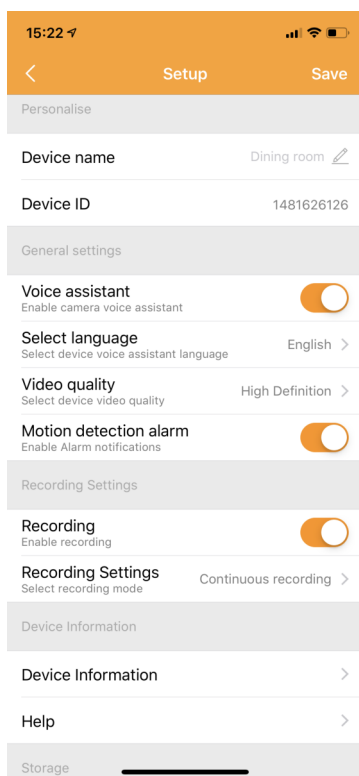 15:22
Setup
Save
Personalise
Device name
Dining room
Device ID
1481626126
General settings
Voice assistant
Enable camera voice assistant
Select language
Select device voice assistant language
English
Video quality
Select device video quality
High Definition
Motion detection alarm
Enable Alarm notifications
Recording Settings
Recording
Enable recording
Recording Settings
Select recording mode
Continuous recording
Device Information
Device Information
Help
Storage